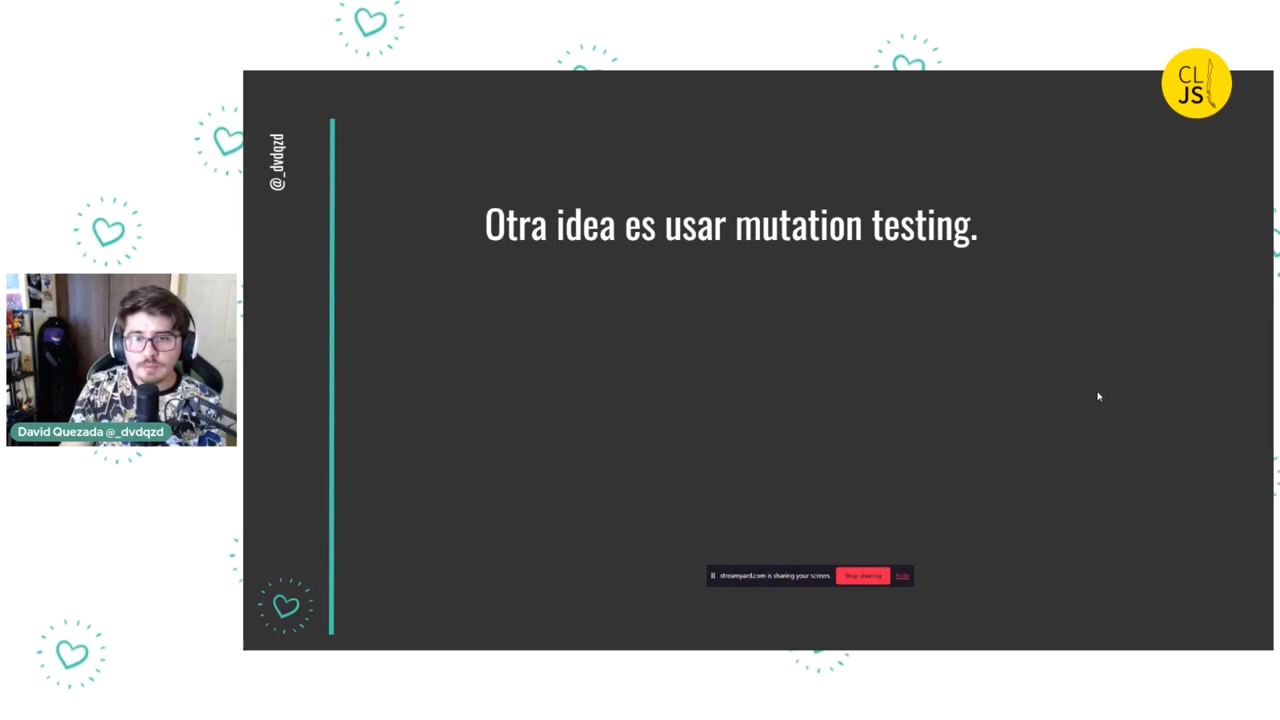 CL
JS
@_dvdqzd
Otra idea es usar mutation testing.
David Quezada @_dvdqzd
streamyard.com is sharing your screen.
Stop sharing
Hide